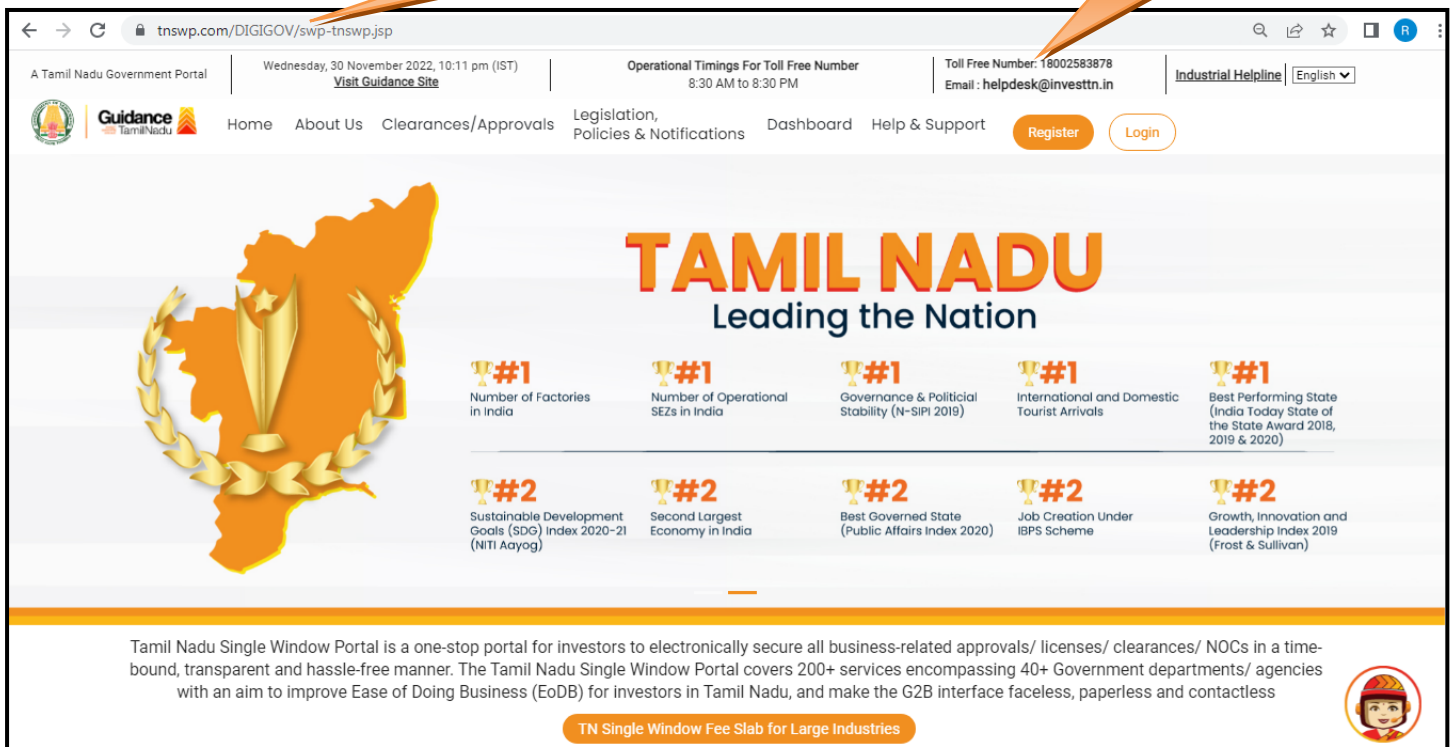 tnswp.com/DIGIGOV/swp-tnswp.jsp
R
A Tamil Nadu Government Portal
Wednesday, 30 November 2022, 10:11 pm (IST)
Visit Guidance Site
Operational Timings For Toll Free Number
8:30 AM to 8:30 PM
Toll Free Number: 18002583878
Email : helpdesk@investtn.in
Industrial Helpline
English
Guidance
TamilNadu
Home
About Us
Clearances/Approvals
Legislation,
Policies & Notifications
Dashboard
Help & Support
Register
Login
TAMIL NADU
Leading the Nation
#1
Number of Factories
in India
#1
Number of Operational
SEZs in India
#1
Governance & Politicial
Stability (N-SIPI 2019)
#1
International and Domestic
Tourist Arrivals
#1
Best Performing State
(India Today State of
the State Award 2018,
2019 & 2020)
#2
Sustainable Development
Goals (SDG) Index 2020-21
(NITI Aayog)
#2
Second Largest
Economy in India
#2
Best Governed State
(Public Affairs Index 2020)
#2
Job Creation Under
IBPS Scheme
#2
Growth, Innovation and
Leadership Index 2019
(Frost & Sullivan)
Tamil Nadu Single Window Portal is a one-stop portal for investors to electronically secure all business-related approvals/ licenses/ clearances/ NOCs in a time-
bound, transparent and hassle-free manner. The Tamil Nadu Single Window Portal covers 200+ services encompassing 40+ Government departments/ agencies
with an aim to improve Ease of Doing Business (EoDB) for investors in Tamil Nadu, and make the G2B interface faceless, paperless and contactless
TN Single Window Fee Slab for Large Industries